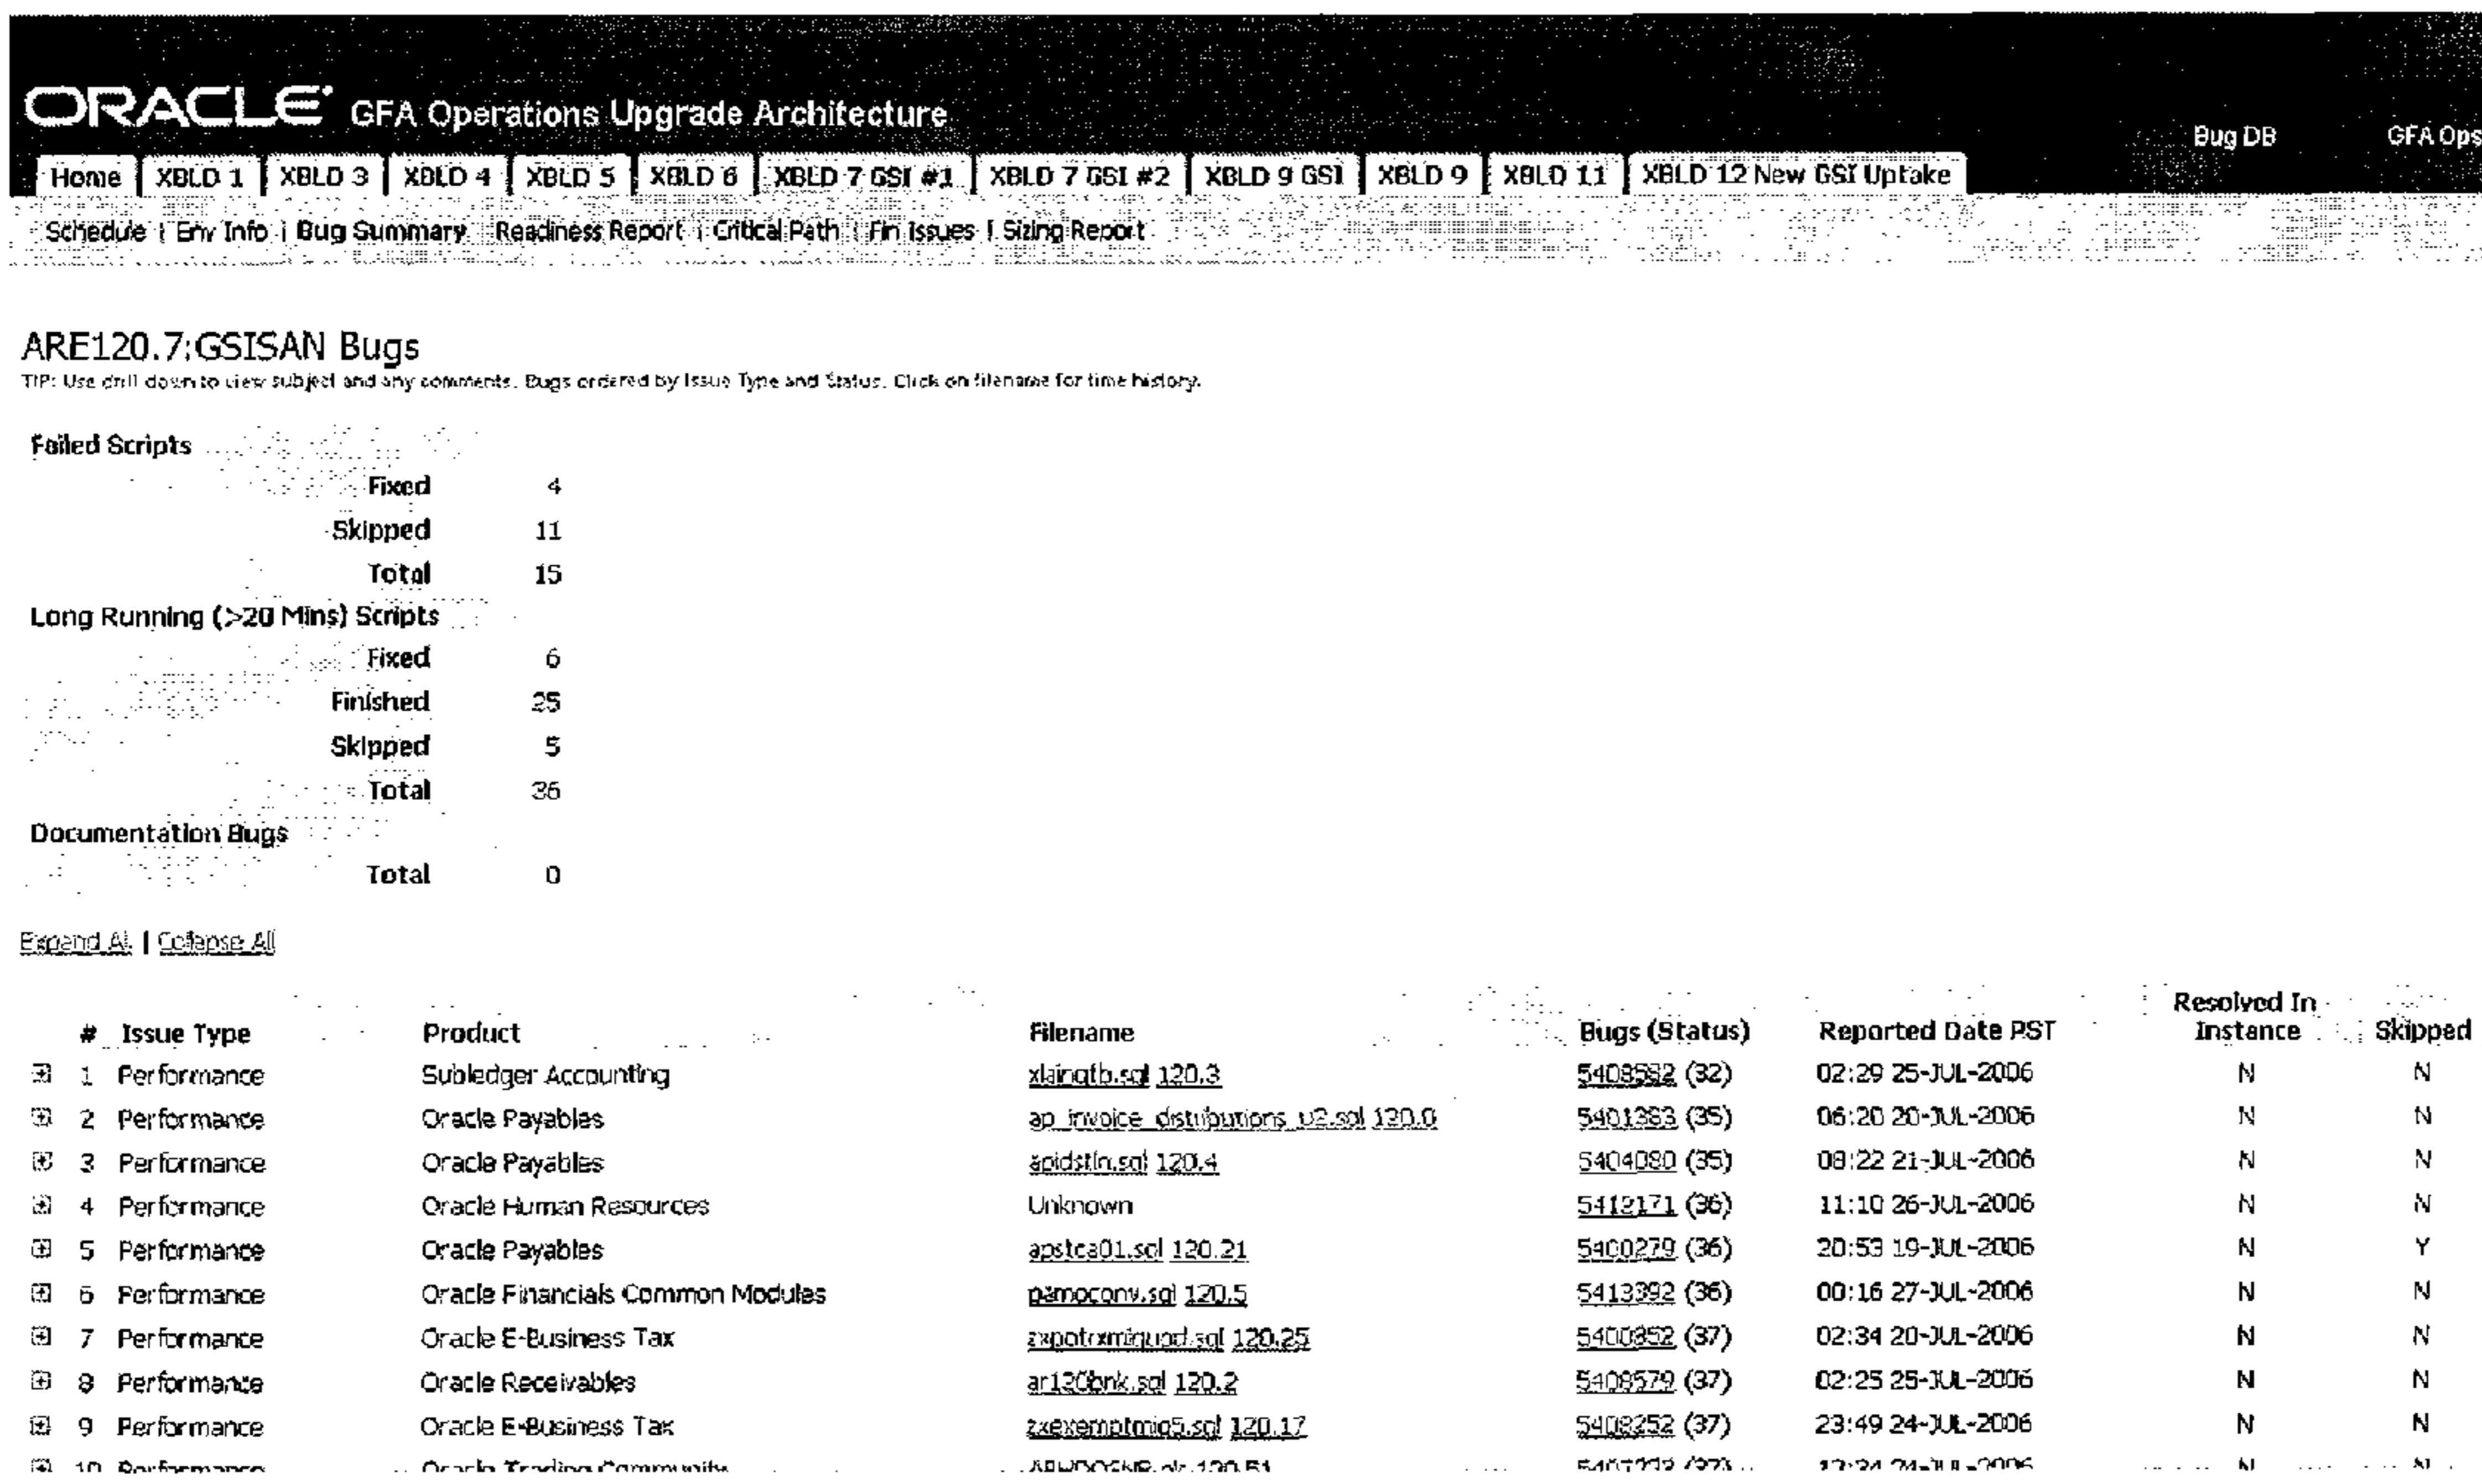 ORACLE GFA Operations Upgrade Architecture
Bug DB GFA Ops
Home XBLD 1 XBLD 3 XBLD 4 XBLD 5 XBLD 6 XBLD 7 GSI #1 XBLD 7 GSI #2 XBLD 9 GSI XBLD 9 XBLD 11 XBLD 12 New GSI Uptake
Schedule | Env Info | Bug Summary | Readiness Report | Critical Path | Fin Issues | Sizing Report
ARE120.7:GSISAN Bugs
TIP: Use drill down to view subject and any comments. Bugs ordered by Issue Type and Status. Click on filename for time history.
Failed Scripts
Fixed 4
Skipped 11
Total 15
Long Running (>20 Mins) Scripts
Fixed 6
Finished 25
Skipped 5
Total 36
Documentation Bugs
Total 0
Expand All | Collapse All
Resolved In
# Issue Type Product Filename Bugs (Status) Reported Date PST Instance Skipped
1 Performance Subledger Accounting 120.3 (32) 02:29 25-JUL-2006 N N
2 Performance Oracle Payables ap_invoice_distributions_u2.sql 120.0 5401383 (35) 06:20 20-JUL-2006 N N
3 Performance Oracle Payables apidstln.sql 120.4 5404080 (35) 08:22 21-JUL-2006 N N
4 Performance Oracle Human Resources Unknown 5412171 (36) 11:10 26-JUL-2006 N N
5 Performance Oracle Payables apstca01.sql 120.21 5400279 (36) 20:53 19-JUL-2006 N Y
6 Performance Oracle Financials Common Modules pamoconv.sql 120.5 5413392 (36) 00:16 27-JUL-2006 N N
7 Performance Oracle E-Business Tax 120.25 (37) 02:34 20-JUL-2006 N N
8 Performance Oracle Receivables ar120bnk.sql 120.2 5408579 (37) 02:25 25-JUL-2006 N N
9 Performance Oracle E-Business Tax zxexemptmig5.sql 120.17 5408252 (37) 23:49 24-JUL-2006 N N
10 Performance Oracle Trading Community